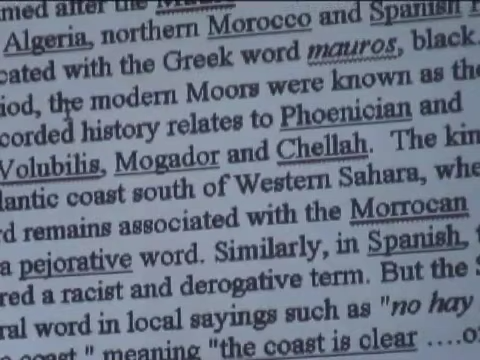 med after the
Algeria, northern Morocco and Spanish
cated with the Greek word mauros, black.
iod, the modern Moors were known as the
corded history relates to Phoenician and
Volubilis, Mogador and Chellah. The kin
lantic coast south of Western Sahara, whe
rd remains associated with the Morrocan
a pejorative word. Similarly, in Spanish,
red a racist and derogative term. But the S
ral word in local sayings such as "no hay
coast," meaning "the coast is clear ....o